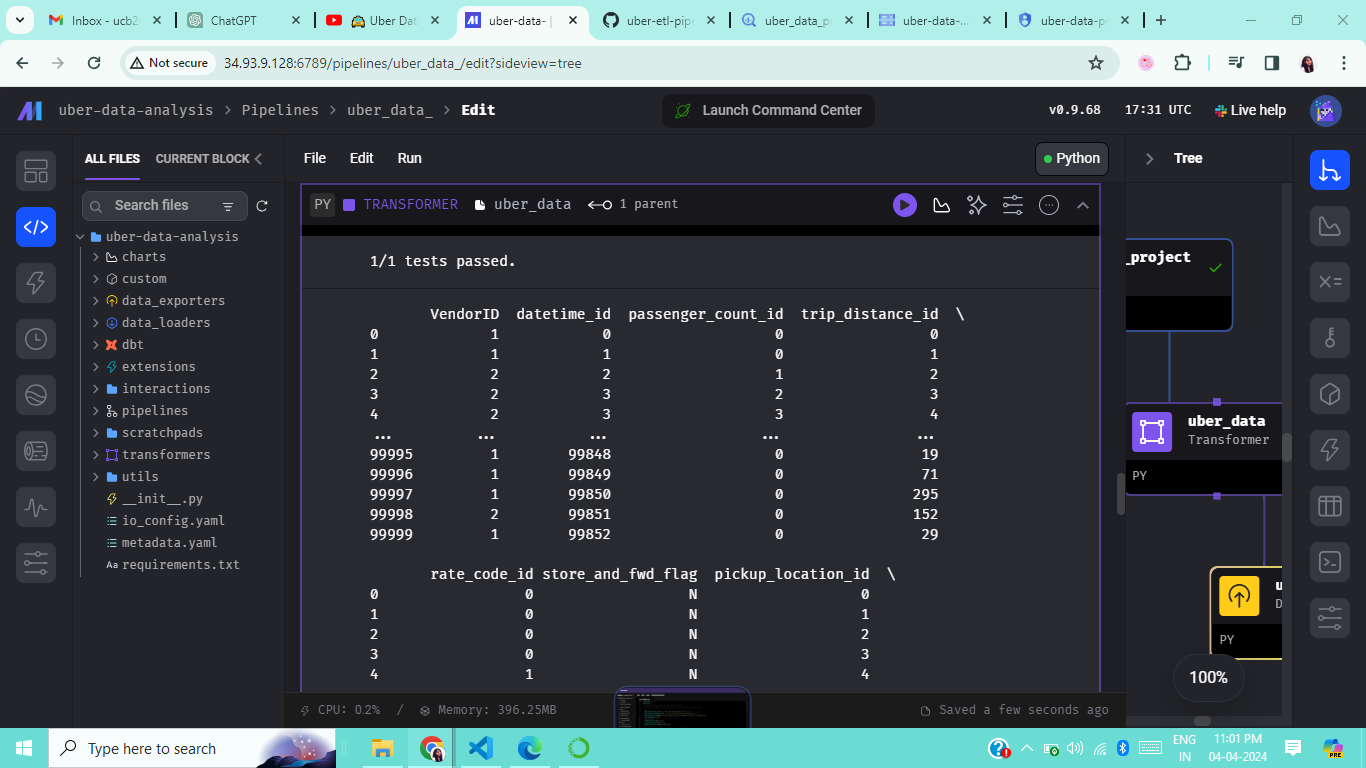 Inbox - ucb2
ChatGPT
Uber Dat
uber-data- |
uber-etl-pipe
uber_data_pa
uber-data-...
uber-data-pr
Not secure
34.93.9.128:6789/pipelines/uber_data_/edit?sideview=tree
uber-data-analysis > Pipelines > uber_data_ > Edit
Launch Command Center
v0.9.68
17:31 UTC
Live help
ALL FILES
CURRENT BLOCK
File
Edit
Run
Python
Tree
Search files
uber-data-analysis
charts
custom
data_exporters
data_loaders
dbt
extensions
interactions
pipelines
scratchpads
transformers
utils
__init__.py
io_config.yaml
metadata.yaml
Aa requirements.txt
PY TRANSFORMER uber_data 1 parent
1/1 tests passed.
VendorID datetime_id passenger_count_id trip_distance_id \
0 1 0 0 0
1 1 1 0 1
2 2 2 1 2
3 2 3 2 3
4 2 3 3 4
... ... ... ... ...
99995 1 99848 0 19
99996 1 99849 0 71
99997 1 99850 0 295
99998 2 99851 0 152
99999 1 99852 0 29
rate_code_id store_and_fwd_flag pickup_location_id \
0 0 N 0
1 0 N 1
2 0 N 2
3 0 N 3
4 1 N 4
_project
uber_data
Transformer
PY
PY
100%
CPU: 0.2% / Memory: 396.25MB
Saved a few seconds ago
Type here to search
ENG
IN
11:01 PM
04-04-2024
PRE